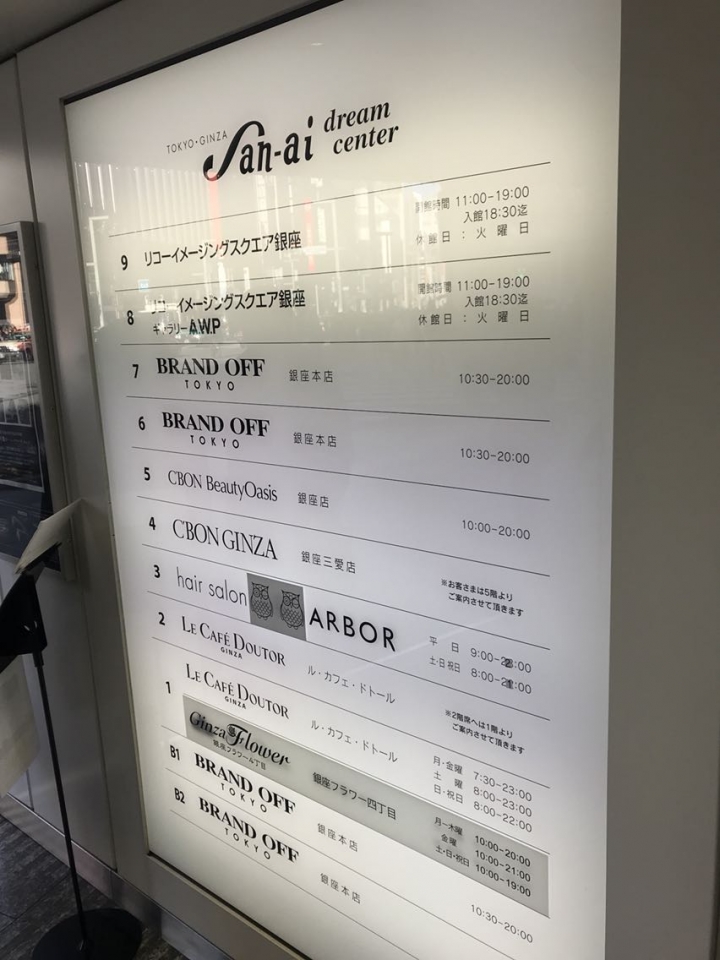 TOKYO・GINZA
San-ai dream center
9 リコーイメージングスクエア銀座 開館時間 11:00-19:00
入館18:30迄
休館日 : 火曜日
8 リコーイメージングスクエア銀座 開館時間 11:00-19:00
ギャラリーA.W.P 入館18:30迄
休館日 : 火曜日
7 BRAND OFF 銀座本店 10:30-20:00
TOKYO
6 BRAND OFF 銀座本店 10:30-20:00
TOKYO
5 C'BON BeautyOasis 銀座店 10:00-20:00
4 C'BON GINZA 銀座三愛店 ※お客さまは5階より
ご案内させて頂きます
3 hair salon ARBOR 平日 9:00-
土・日・祝日 8:00-
2 LE CAFÉ DOUTOR ル・カフェ・ドトール ※2階席へは1階より
GINZA ご案内させて頂きます
1 LE CAFÉ DOUTOR ル・カフェ・ドトール 月-金曜 7:30-23:00
GINZA 土曜 8:00-23:00
日・祝日 8:00-22:00
Ginza Flower 銀座フラワー四丁目 月-木曜 10:00-20:00
銀座フラワー4丁目 金曜 10:00-21:00
土・日・祝日 10:00-19:00
B1 BRAND OFF 銀座本店
TOKYO
B2 BRAND OFF 銀座本店 10:30-20:00
TOKYO